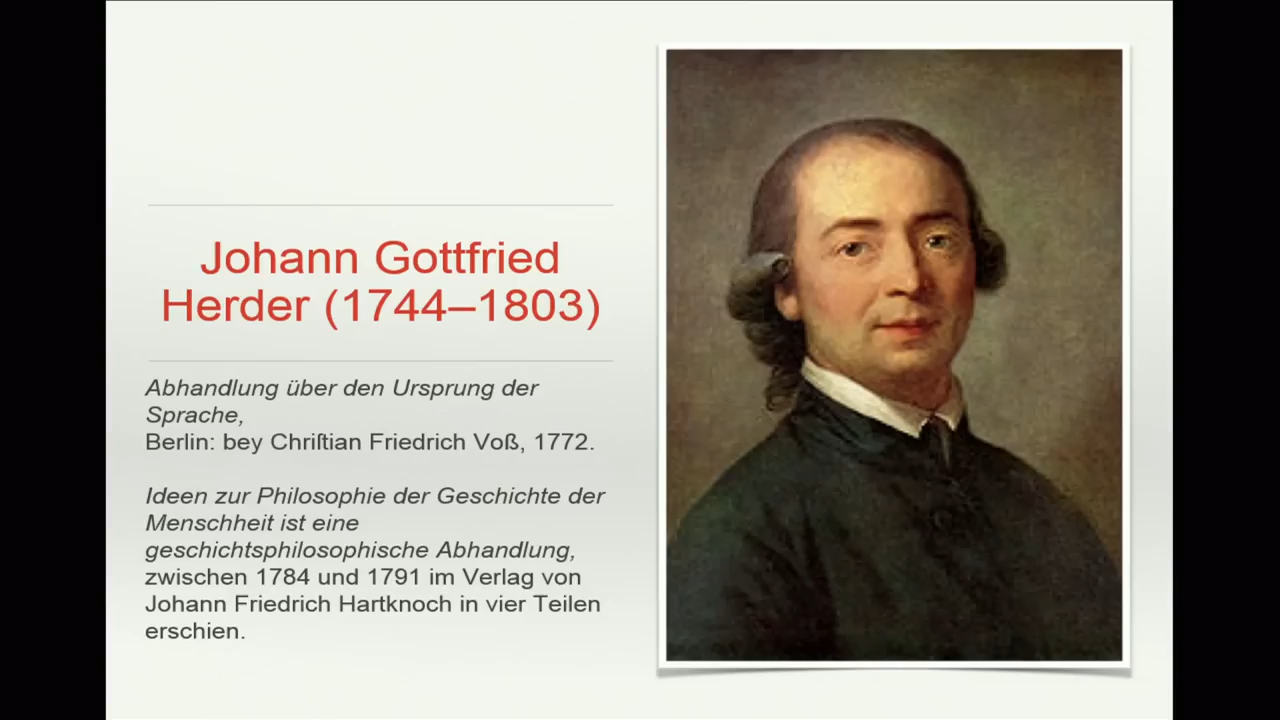 Johann Gottfried
Herder (1744–1803)
Abhandlung über den Ursprung der
Sprache,
Berlin: bey Chriſtian Friedrich Voß, 1772.
Ideen zur Philosophie der Geschichte der
Menschheit ist eine
geschichtsphilosophische Abhandlung,
zwischen 1784 und 1791 im Verlag von
Johann Friedrich Hartknoch in vier Teilen
erschien.